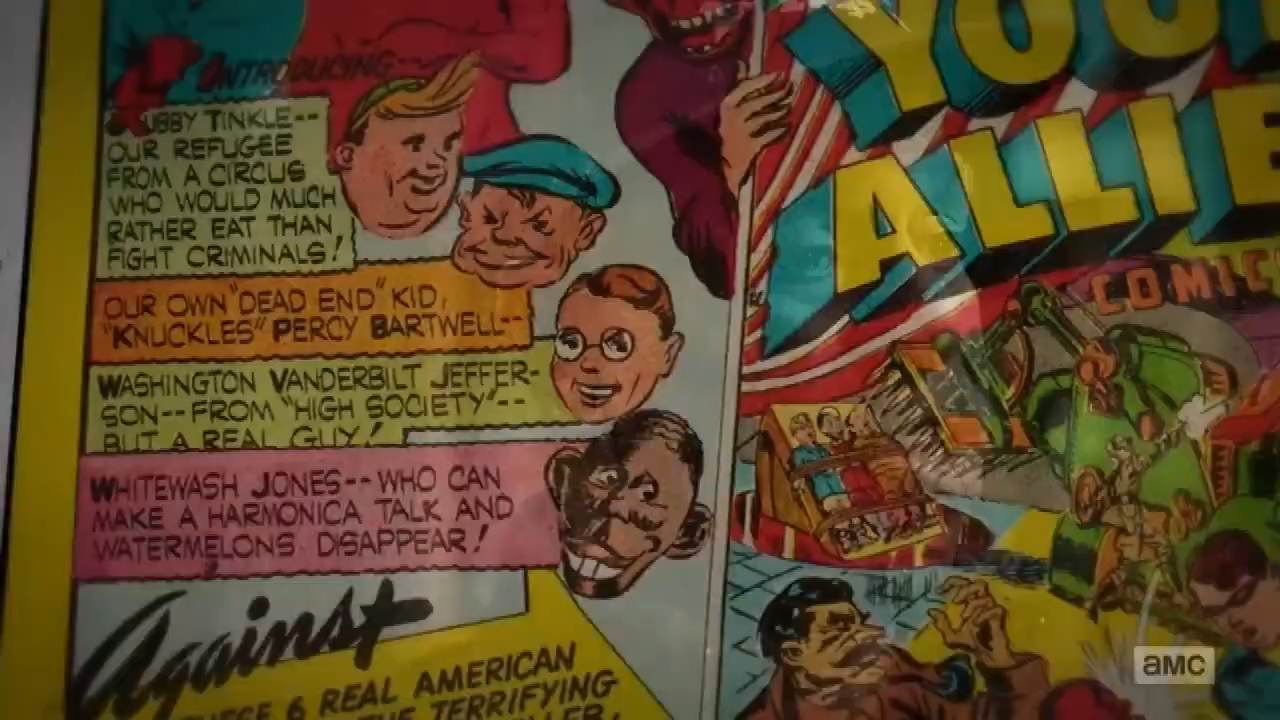 INTRODUCING--
TINKLE--
OUR REFUGEE
FROM A CIRCUS
WHO WOULD MUCH
RATHER EAT THAN
FIGHT CRIMINALS!
OUR OWN "DEAD END" KID,
"KNUCKLES" PERCY BARTWELL--
WASHINGTON VANDERBILT JEFFER-
SON--FROM "HIGH SOCIETY"--
BUT A REAL GUY!
WHITEWASH JONES--WHO CAN
MAKE A HARMONICA TALK AND
WATERMELONS DISAPPEAR!
Against
6 REAL AMERICAN
THE TERRIFYING
YOU
ALLIE
COMIC
amc